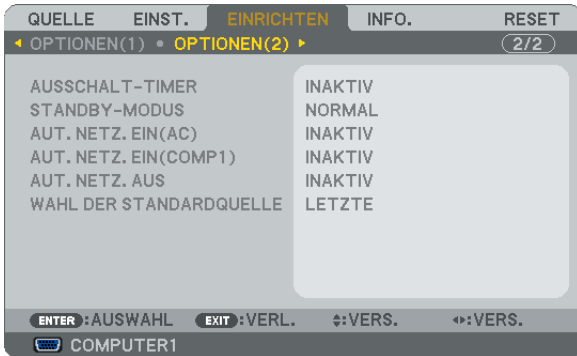 QUELLE EINST. EINRICHTEN INFO. RESET
OPTIONEN(1) • OPTIONEN(2) 2/2
AUSSCHALT-TIMER INAKTIV
STANDBY-MODUS NORMAL
AUT. NETZ. EIN(AC) INAKTIV
AUT. NETZ. EIN(COMP1) INAKTIV
AUT. NETZ. AUS INAKTIV
WAHL DER STANDARDQUELLE LETZTE
ENTER :AUSWAHL EXIT :VERL. :VERS. :VERS.
COMPUTER1